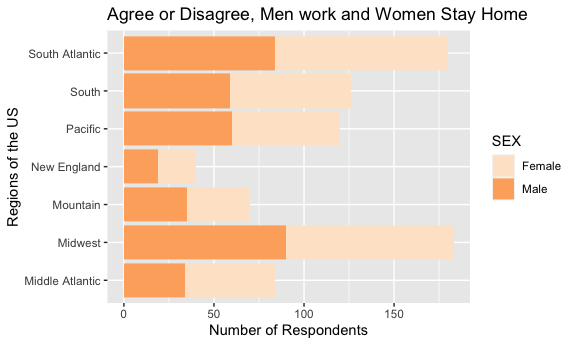 Agree or Disagree, Men work and Women Stay Home
South Atlantic
South
Pacific
New England
Mountain
Midwest
Middle Atlantic
Regions of the US
0 50 100 150
Number of Respondents
SEX
Female
Male